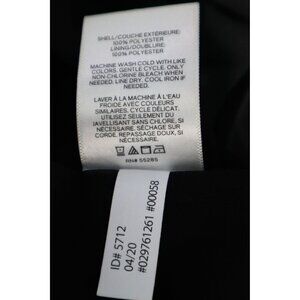 SHELL/COUCHE EXTÉRIEURE:
100% POLYESTER
LINING/DOUBLURE:
100% POLYESTER
MACHINE WASH COLD WITH LIKE
COLORS, GENTLE CYCLE. ONLY
NON-CHLORINE BLEACH WHEN
NEEDED. LINE DRY. COOL IRON IF
NEEDED.
LAVER À LA MACHINE À L'EAU
FROIDE AVEC COULEURS
SIMILAIRES, CYCLE DÉLICAT.
UTILISEZ SEULEMENT DU
JAVELLISANT SANS CHLORE, SI
NÉCESSAIRE. SÉCHAGE SUR
CORDE. REPASSAGE DOUX, SI
NÉCESSAIRE.
RN# 55285
ID# 5712
04/20
#029761261 #00058